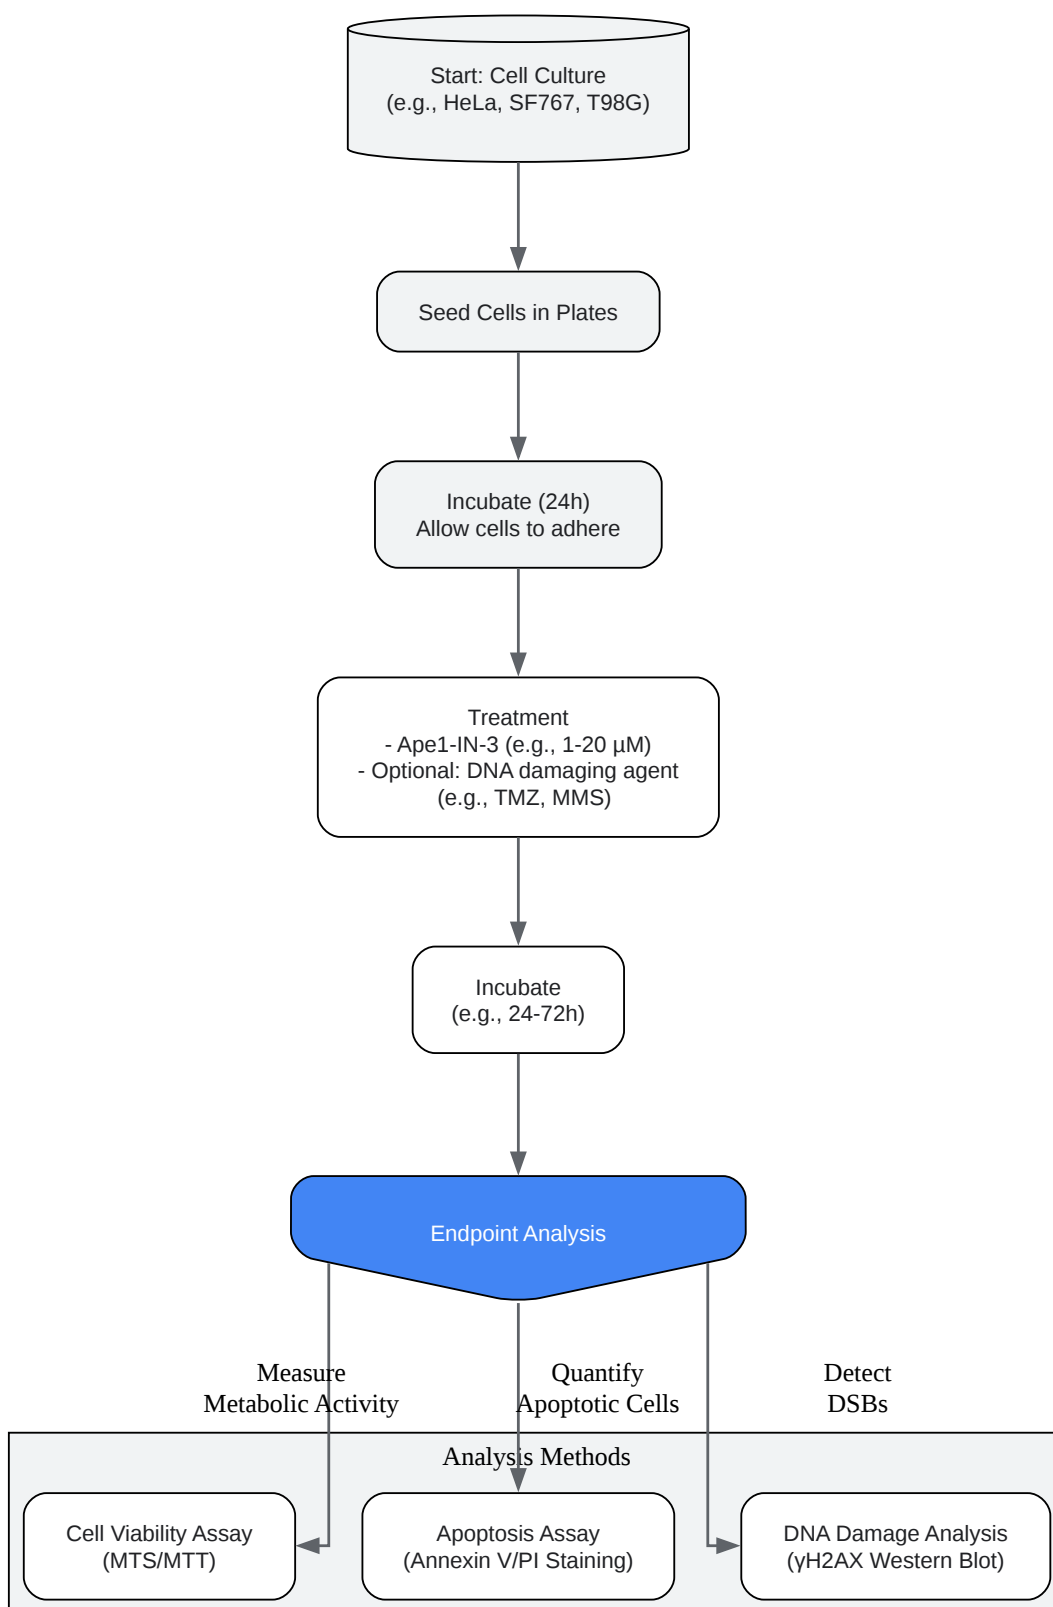 Start: Cell Culture
(e.g., HeLa, SF767, T98G)
Seed Cells in Plates
Incubate (24h)
Allow cells to adhere
Treatment
- Ape1-IN-3 (e.g., 1-20 µM)
- Optional: DNA damaging agent
(e.g., TMZ, MMS)
Incubate
(e.g., 24-72h)
Endpoint Analysis
Measure
Metabolic Activity
Quantify
Apoptotic Cells
Detect
DSBs
Analysis Methods
Cell Viability Assay
(MTS/MTT)
Apoptosis Assay
(Annexin V/PI Staining)
DNA Damage Analysis
(γH2AX Western Blot)